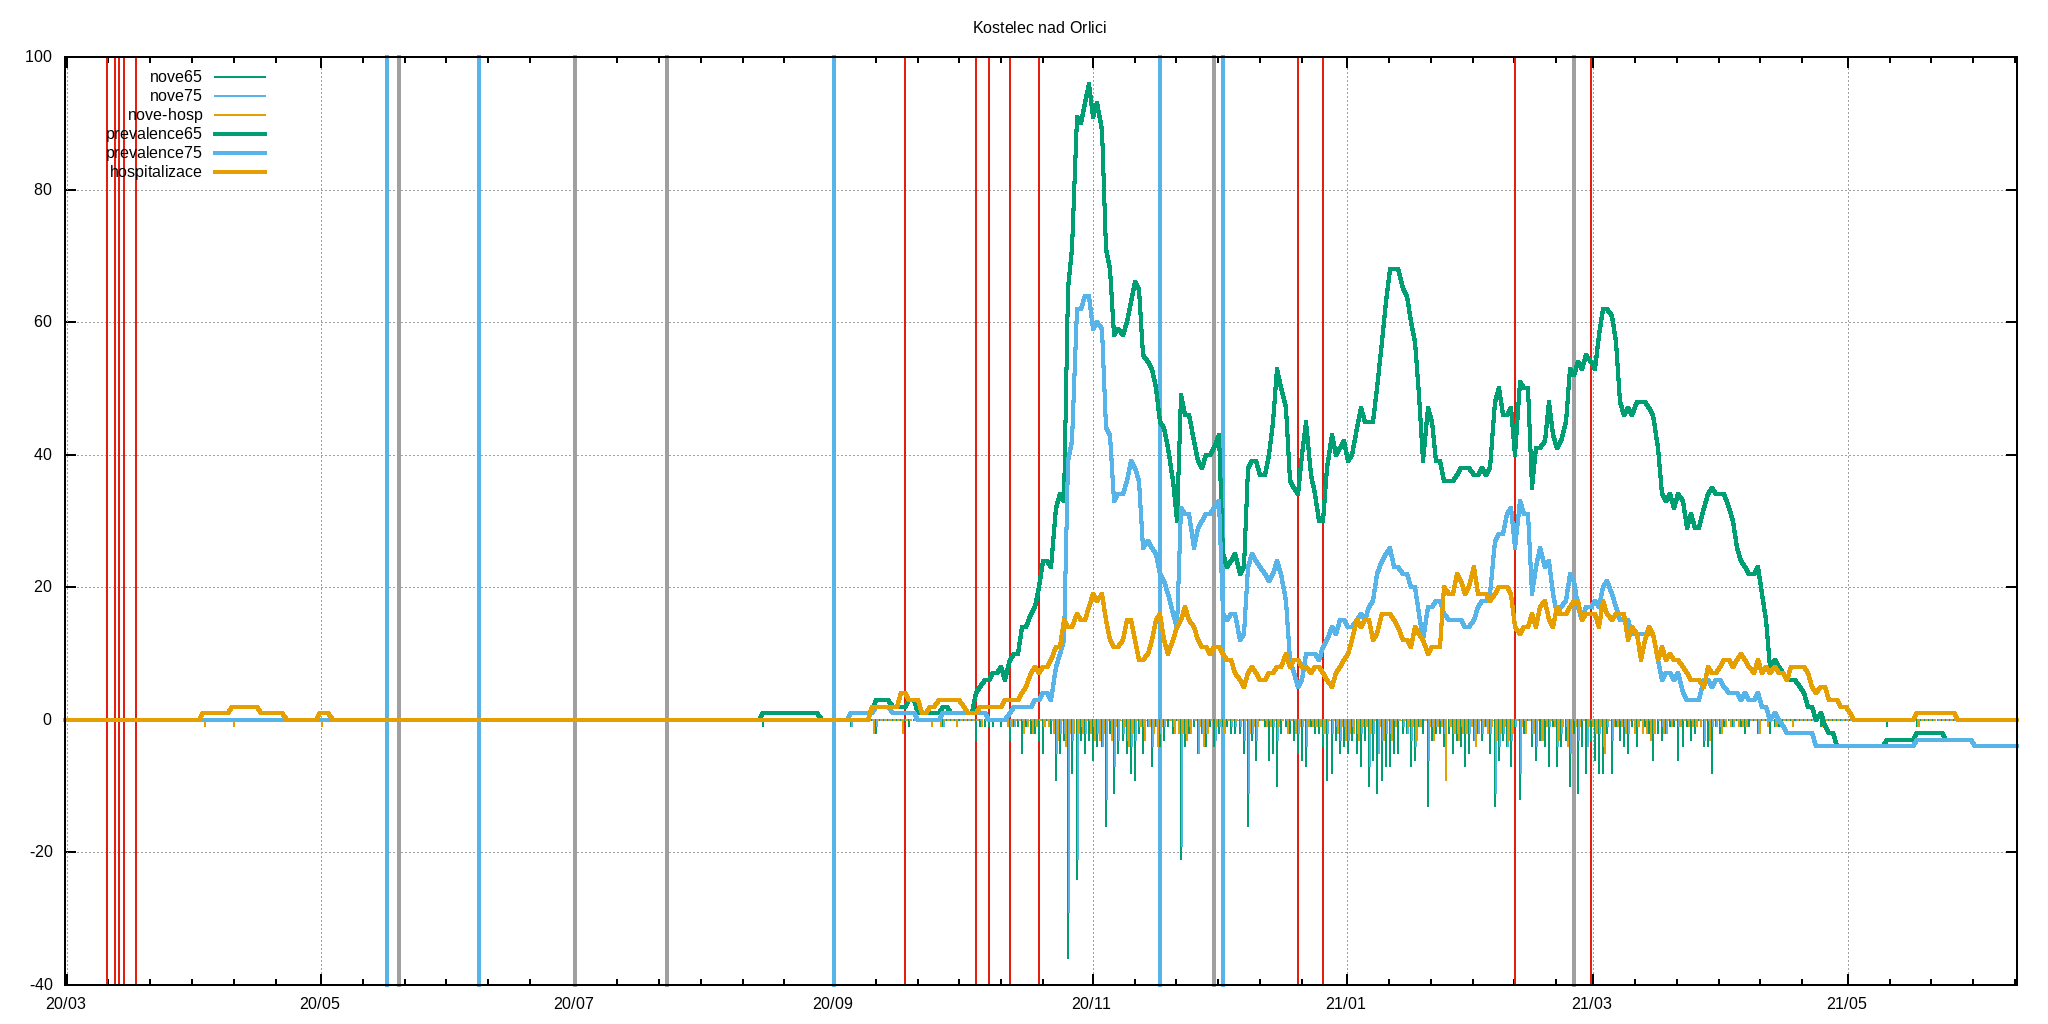 Kostelec nad Orlici
100
80
60
40
20
0
-20
-40
nove65
nove75
nove-hosp
prevalence65
prevalence75
hospitalizace
20/03 20/05 20/07 20/09 20/11 21/01 21/03 21/05